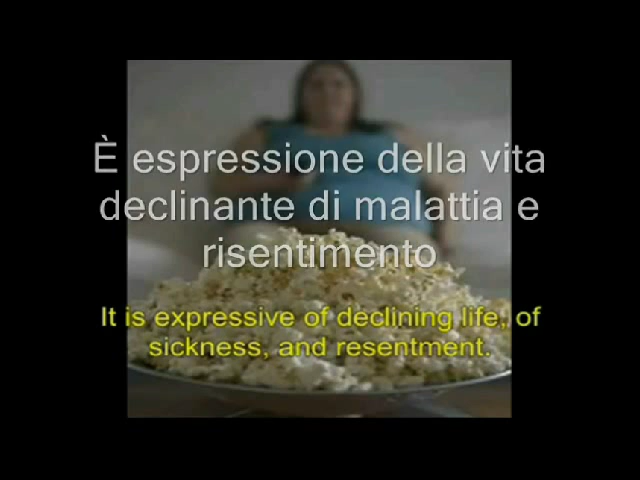 È espressione della vita
declinante di malattia e
risentimento
It is expressive of declining life, of
sickness, and resentment.